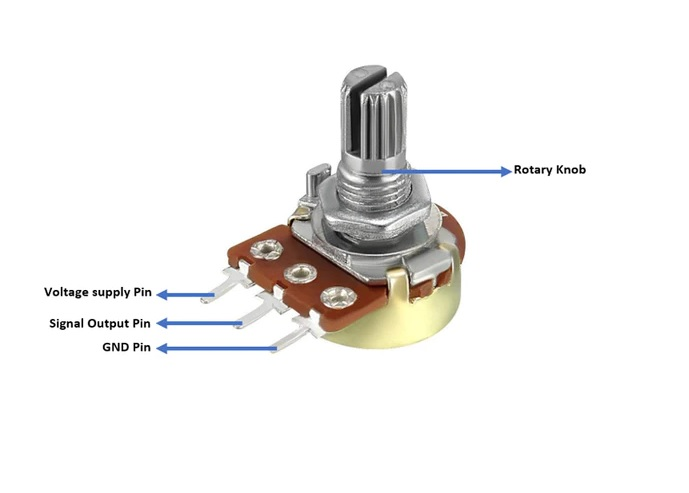 Rotary Knob
Voltage supply Pin
Signal Output Pin
GND Pin